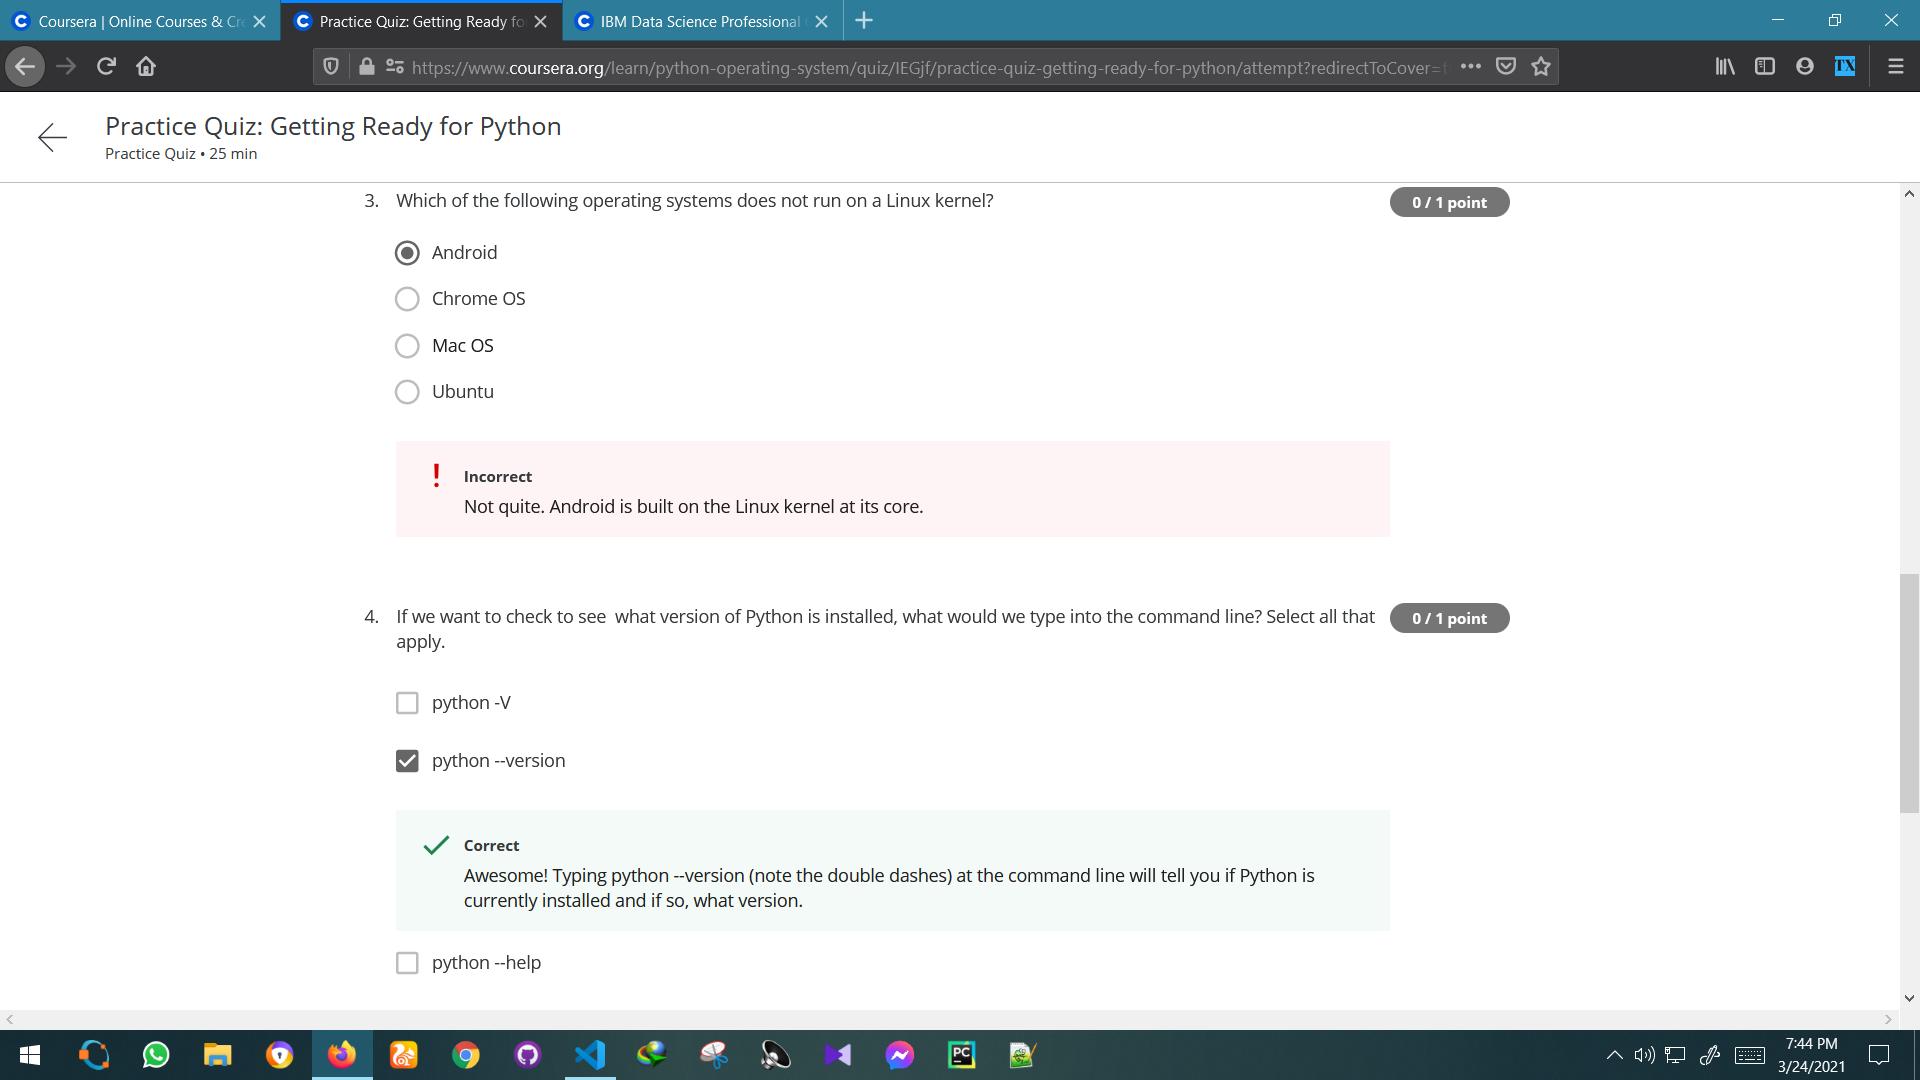 Coursera | Online Courses & Cre
Practice Quiz: Getting Ready fo
IBM Data Science Professional
https://www.coursera.org/learn/python-operating-system/quiz/IEGjf/practice-quiz-getting-ready-for-python/attempt?redirectToCover=
TX
Practice Quiz: Getting Ready for Python
Practice Quiz • 25 min
3. Which of the following operating systems does not run on a Linux kernel?
0 / 1 point
Android
Chrome OS
Mac OS
Ubuntu
! Incorrect
Not quite. Android is built on the Linux kernel at its core.
4. If we want to check to see what version of Python is installed, what would we type into the command line? Select all that
apply.
0 / 1 point
python -V
python --version
Correct
Awesome! Typing python --version (note the double dashes) at the command line will tell you if Python is
currently installed and if so, what version.
python --help
PC
7:44 PM
3/24/2021